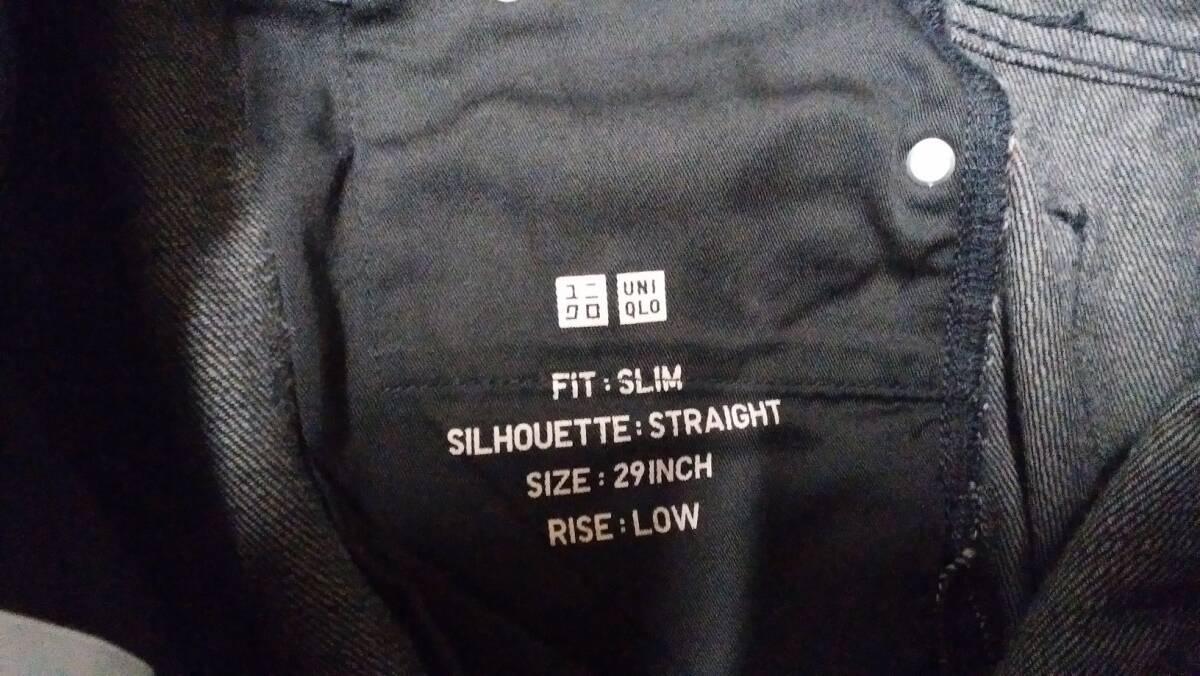 ユニ UNI
クロ QLO
FiT : SLIM
SILHOUETTE : STRAIGHT
SIZE : 29INCH
RISE : LOW